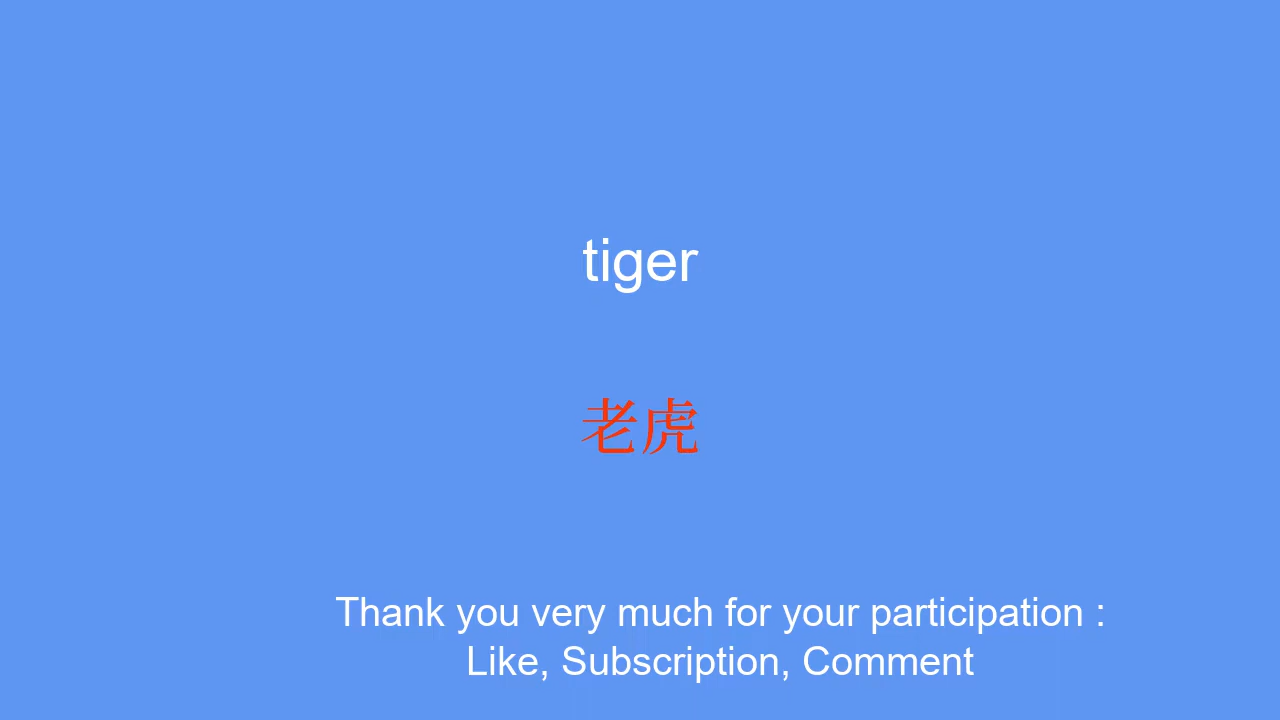 tiger
老虎
Thank you very much for your participation :
Like, Subscription, Comment